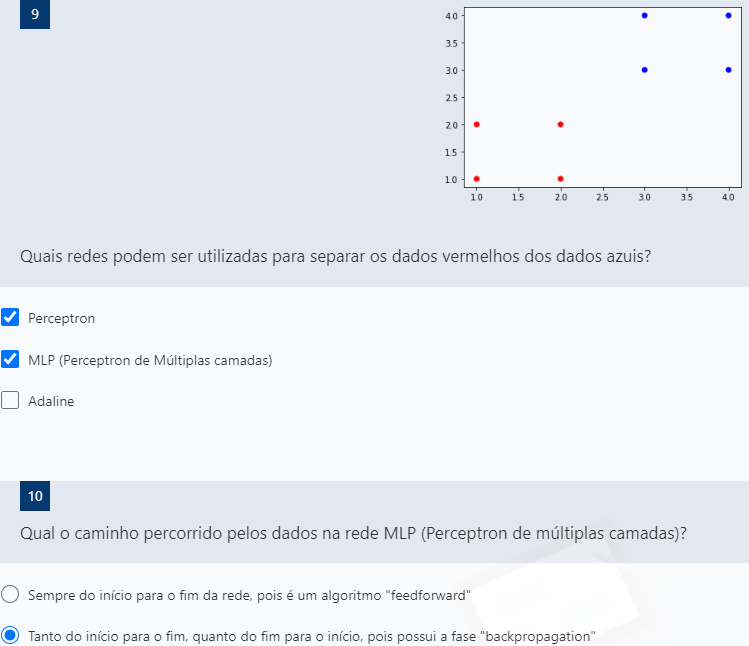 9
4.0
3.5
3.0
2.5
2.0
1.5
1.0
1.0 1.5 2.0 2.5 3.0 3.5 4.0
Quais redes podem ser utilizadas para separar os dados vermelhos dos dados azuis?
Perceptron
MLP (Perceptron de Múltiplas camadas)
Adaline
10
Qual o caminho percorrido pelos dados na rede MLP (Perceptron de múltiplas camadas)?
Sempre do início para o fim da rede, pois é um algoritmo "feedforward"
Tanto do início para o fim, quanto do fim para o início, pois possui a fase "backpropagation"